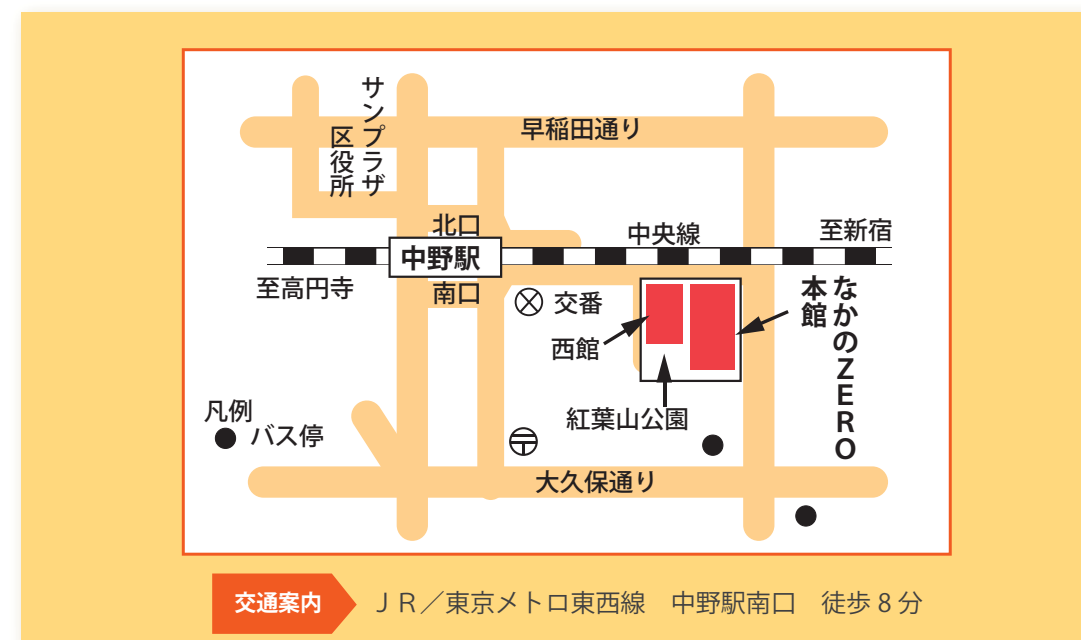 サンプラザ
区役所
早稲田通り
北口
中央線
至新宿
中野駅
至高円寺
南口
交番
なかのZERO
本館
西館
紅葉山公園
凡例
バス停
大久保通り
交通案内
JR／東京メトロ東西線　中野駅南口　徒歩8分